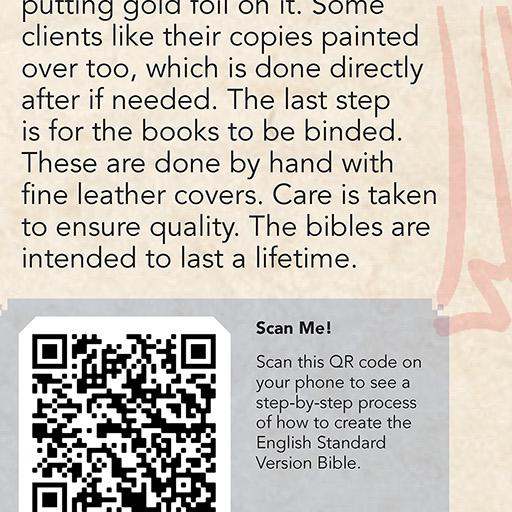 putting gold foil on it. Some
clients like their copies painted
over too, which is done directly
after if needed. The last step
is for the books to be binded.
These are done by hand with
fine leather covers. Care is taken
to ensure quality. The bibles are
intended to last a lifetime.
Scan Me!
Scan this QR code on
your phone to see a
step-by-step process
of how to create the
English Standard
Version Bible.